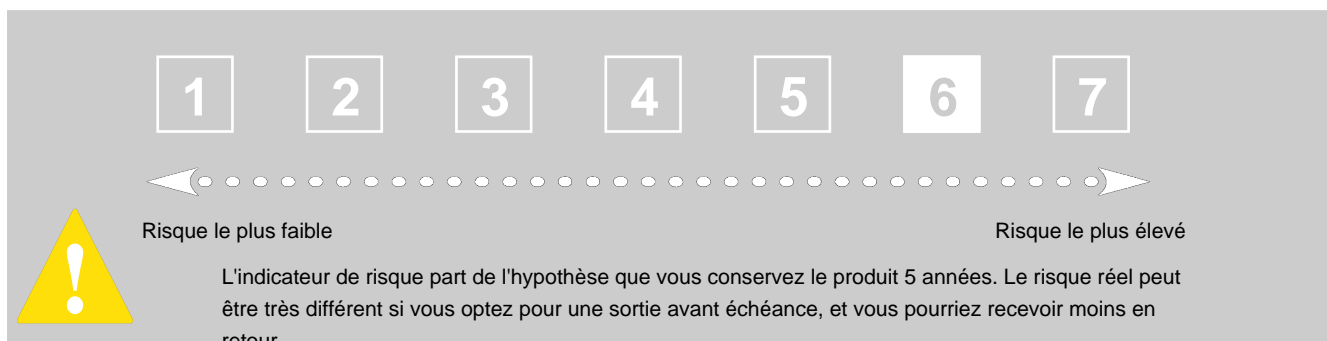 1 2 3 4 5 6 7
Risque le plus faible Risque le plus élevé
!
L'indicateur de risque part de l'hypothèse que vous conservez le produit 5 années. Le risque réel peut
être très différent si vous optez pour une sortie avant échéance, et vous pourriez recevoir moins en
retour